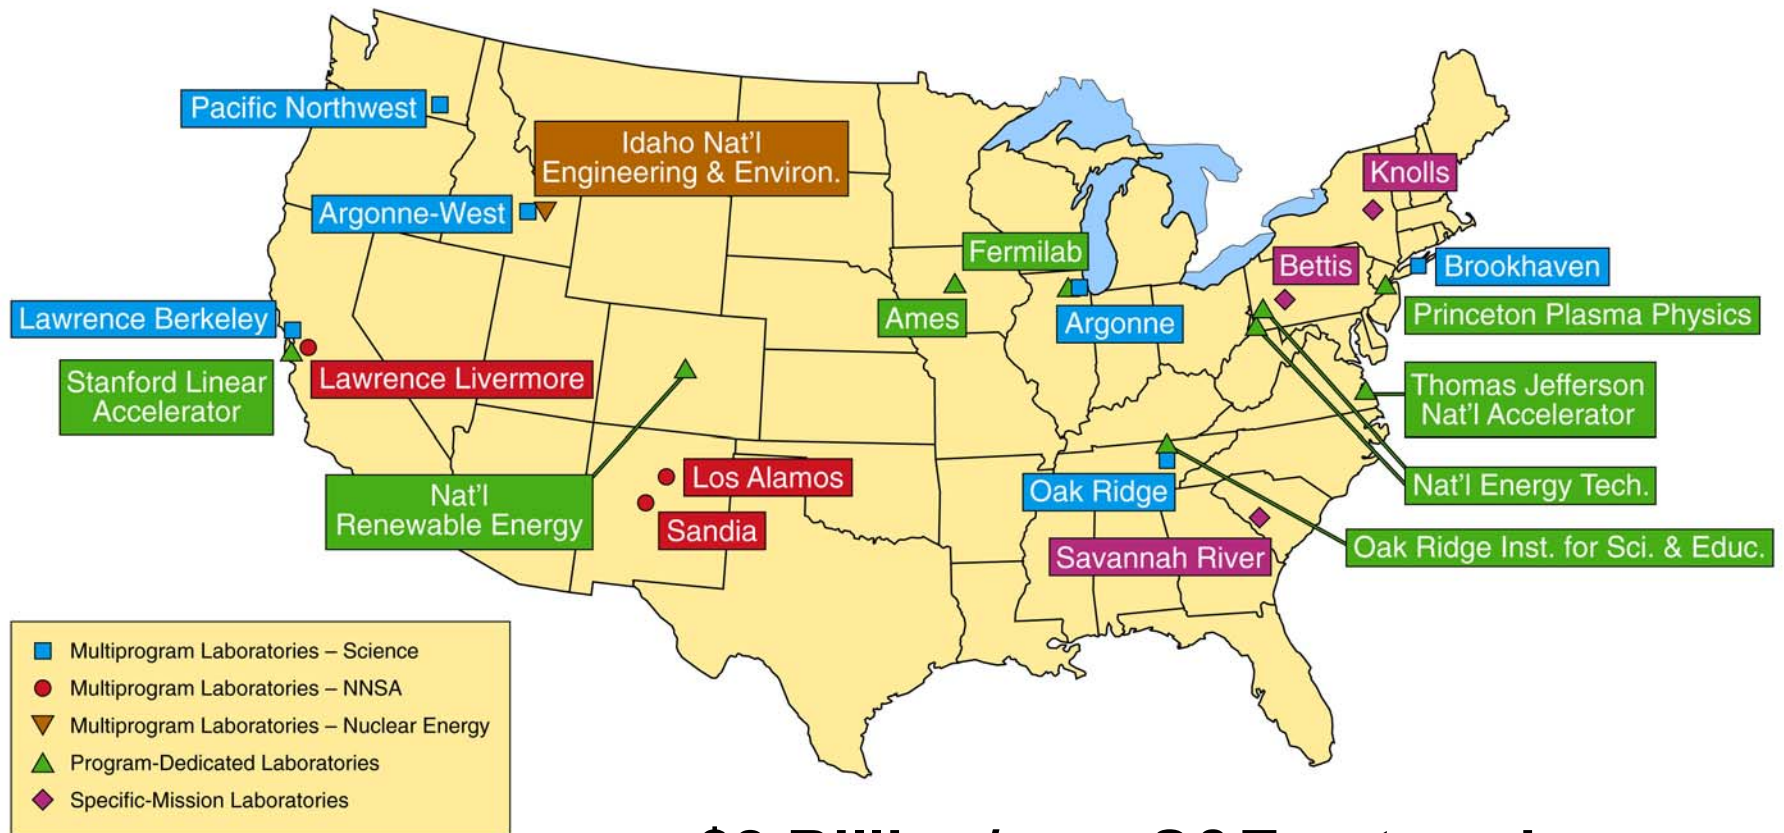 Pacific Northwest
Idaho Nat'l
Engineering & Environ.
Knolls
Argonne-West
Fermilab
Bettis
Brookhaven
Lawrence Berkeley
Ames
Argonne
Princeton Plasma Physics
Stanford Linear
Accelerator
Lawrence Livermore
Thomas Jefferson
Nat'l Accelerator
Los Alamos
Nat'l
Renewable Energy
Oak Ridge
Nat'l Energy Tech.
Sandia
Savannah River
Oak Ridge Inst. for Sci. & Educ.
Multiprogram Laboratories – Science
Multiprogram Laboratories – NNSA
Multiprogram Laboratories – Nuclear Energy
Program-Dedicated Laboratories
Specific-Mission Laboratories